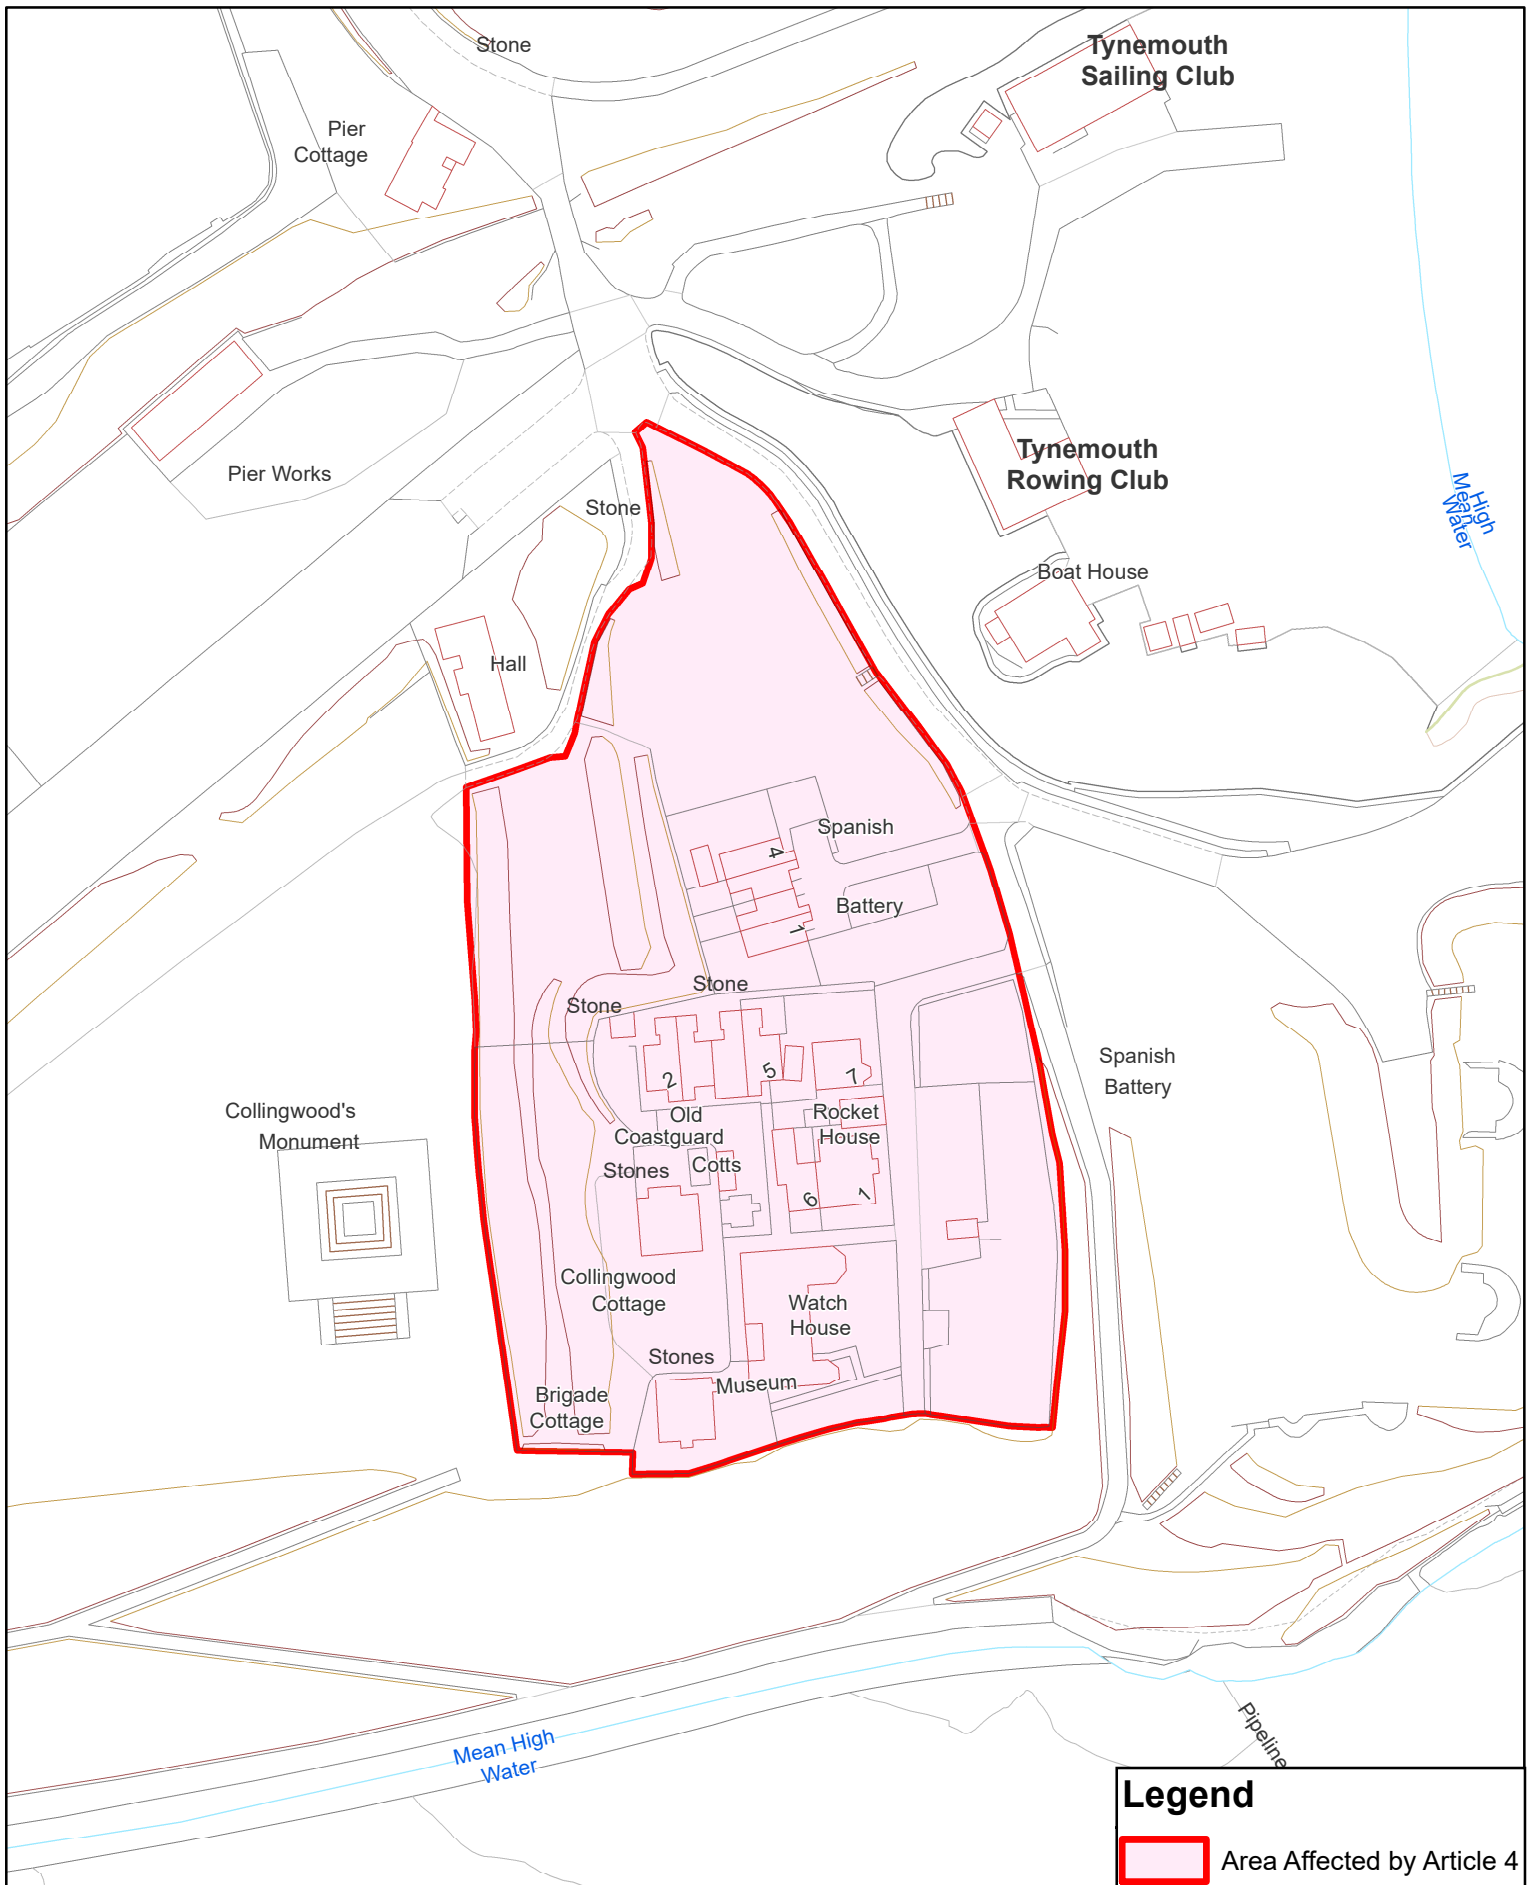 Stone
Tynemouth
Sailing Club
Pier
Cottage
Tynemouth
Rowing Club
Pier Works
Stone
High
Mean
Water
Boat House
Hall
Spanish
4
Battery
1
Stone
Stone
Spanish
Battery
2
5
7
Collingwood's
Monument
Old
Coastguard
Cotts
Rocket
House
Stones
6
1
Collingwood
Cottage
Watch
House
Stones
Museum
Brigade
Cottage
Mean High
Water
Pipeline
Legend
Area Affected by Article 4